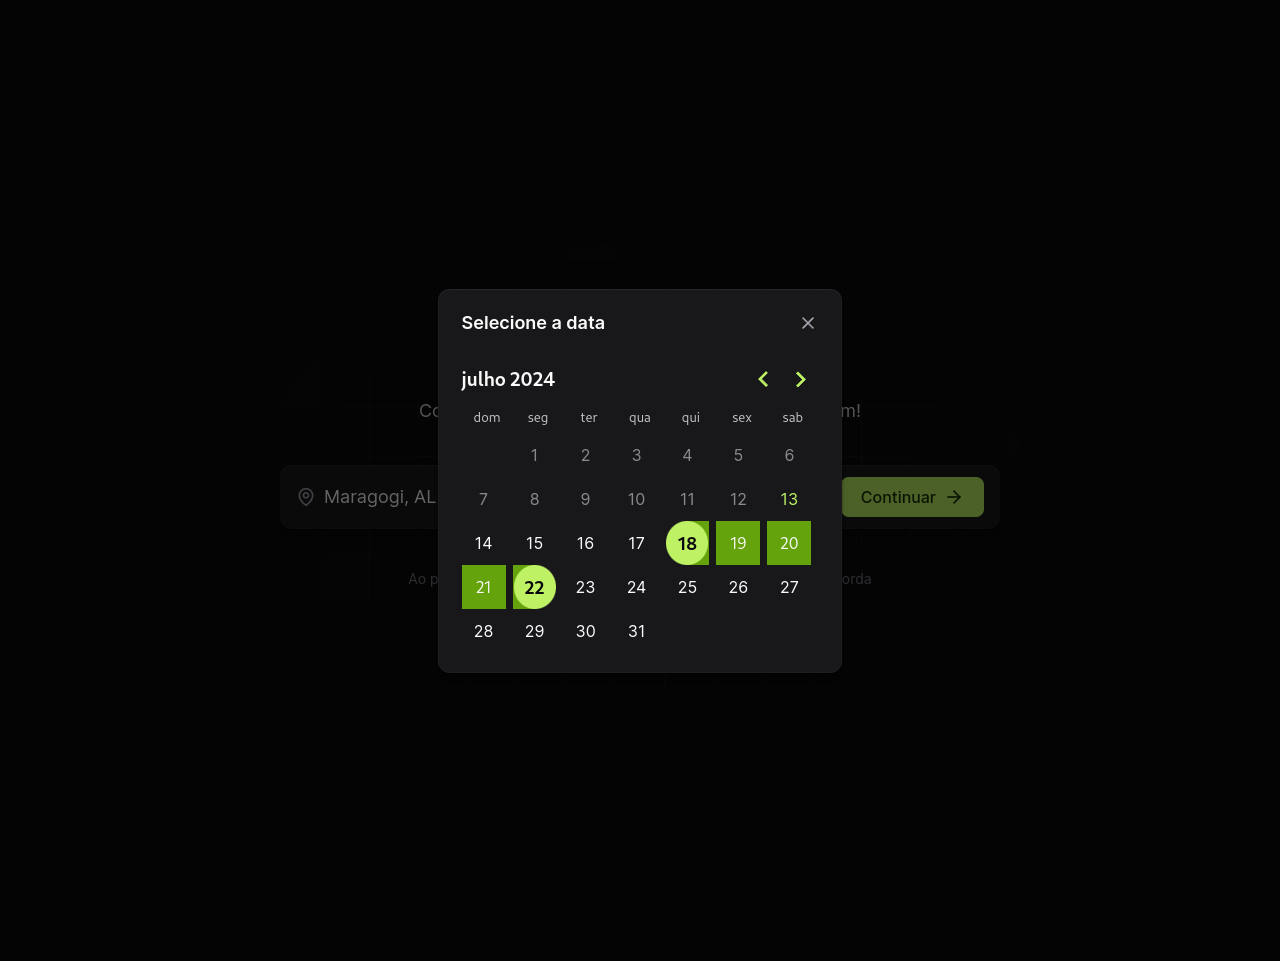 Selecione a data
julho 2024
dom seg ter qua qui sex sab
1 2 3 4 5 6
7 8 9 10 11 12 13
14 15 16 17 18 19 20
21 22 23 24 25 26 27
28 29 30 31
m!
Maragogi, AL
Continuar
Ao